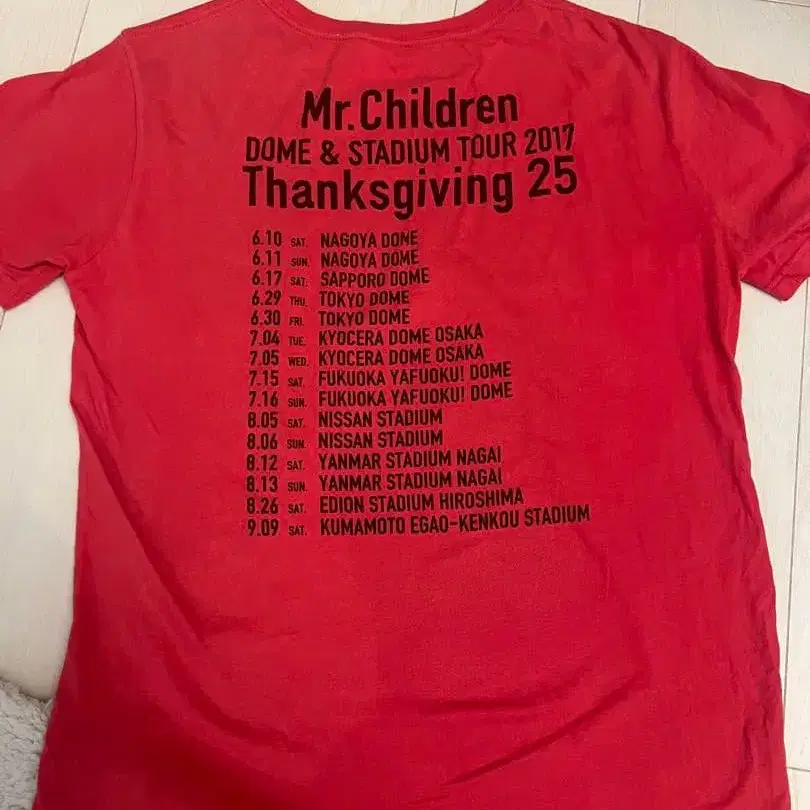 Mr.Children
DOME & STADIUM TOUR 2017
Thanksgiving 25
6.10 SAT. NAGOYA DOME
6.11 SUN. NAGOYA DOME
6.17 SAT. SAPPORO DOME
6.29 THU. TOKYO DOME
6.30 FRI. TOKYO DOME
7.04 TUE. KYOCERA DOME OSAKA
7.05 WED. KYOCERA DOME OSAKA
7.15 SAT. FUKUOKA YAFUOKU! DOME
7.16 SUN. FUKUOKA YAFUOKU! DOME
8.05 SAT. NISSAN STADIUM
8.06 SUN. NISSAN STADIUM
8.12 SAT. YANMAR STADIUM NAGAI
8.13 SUN. YANMAR STADIUM NAGAI
8.26 SAT. EDION STADIUM HIROSHIMA
9.09 SAT. KUMAMOTO EGAO-KENKOU STADIUM